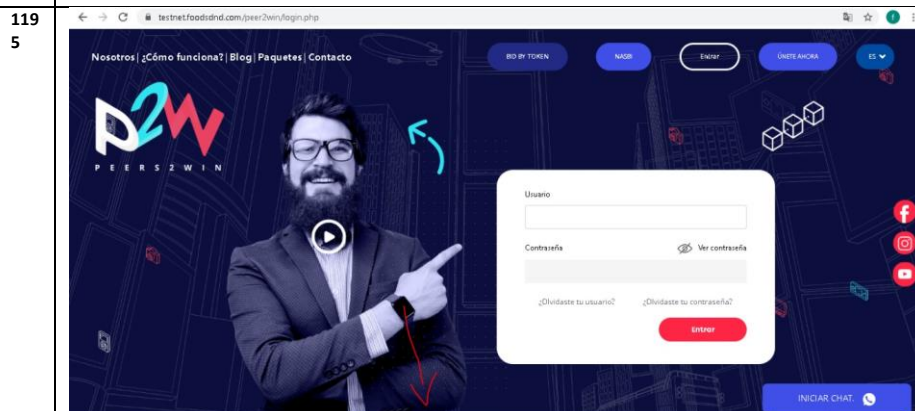 119
5
testnet.foodsdnd.com/peer2win/login.php
Nosotros | ¿Cómo funciona? | Blog | Paquetes | Contacto
BID BY TOKEN
NASBI
Entrar
ÚNETE AHORA
ES
p2W
PEERS2WIN
Usuario
Contraseña
Ver contraseña
¿Olvidaste tu usuario?
¿Olvidaste tu contraseña?
Entrar
INICIAR CHAT.